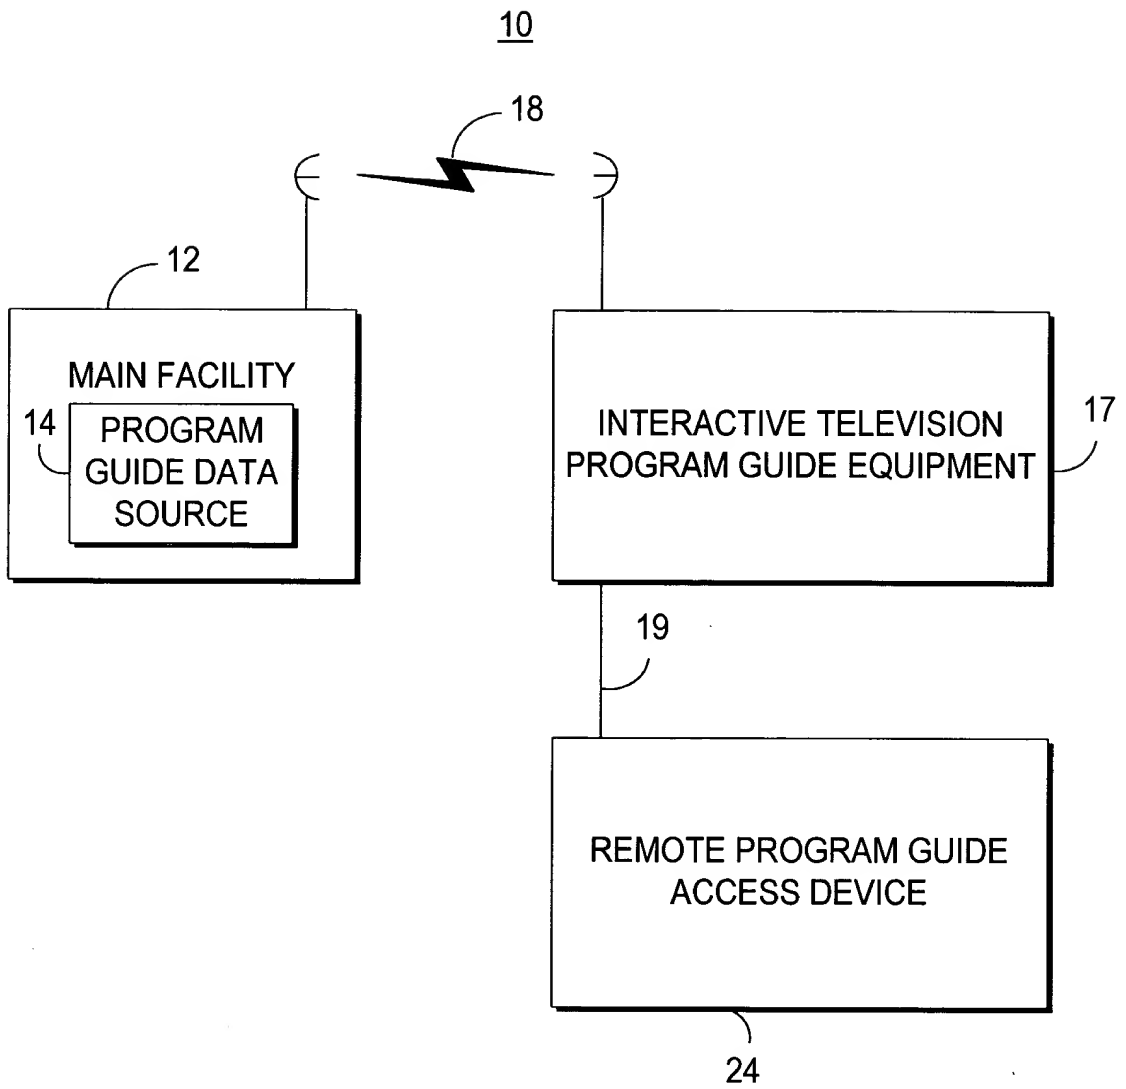 10
18
12
MAIN FACILITY
14
PROGRAM
GUIDE DATA
SOURCE
INTERACTIVE TELEVISION
PROGRAM GUIDE EQUIPMENT
17
19
REMOTE PROGRAM GUIDE
ACCESS DEVICE
24